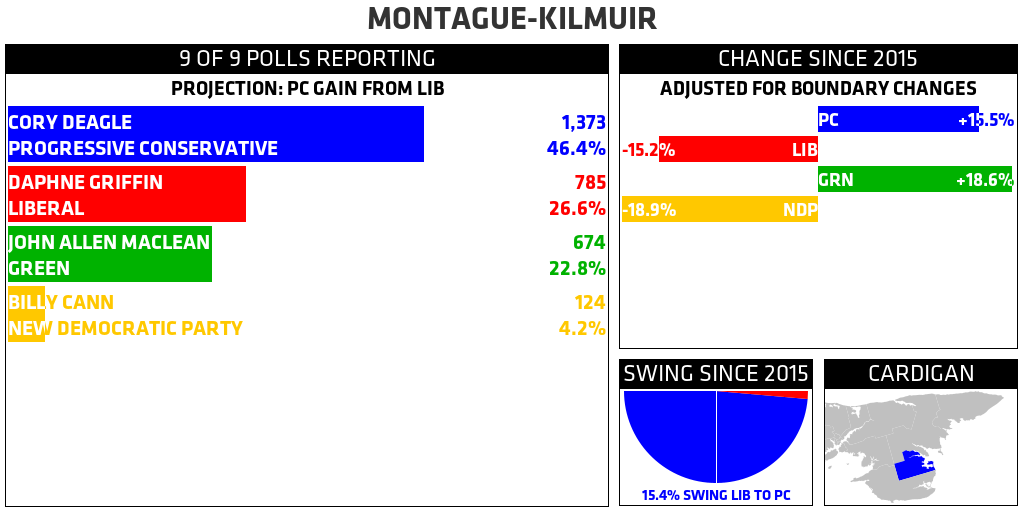 MONTAGUE-KILMUIR
9 OF 9 POLLS REPORTING
PROJECTION: PC GAIN FROM LIB
CORY DEAGLE 1,373
PROGRESSIVE CONSERVATIVE 46.4%
DAPHNE GRIFFIN 785
LIBERAL 26.6%
JOHN ALLEN MACLEAN 674
GREEN 22.8%
BILLY CANN 124
NEW DEMOCRATIC PARTY 4.2%
CHANGE SINCE 2015
ADJUSTED FOR BOUNDARY CHANGES
PC +15.5%
-15.2% LIB
GRN +18.6%
-18.9% NDP
SWING SINCE 2015
15.4% SWING LIB TO PC
CARDIGAN